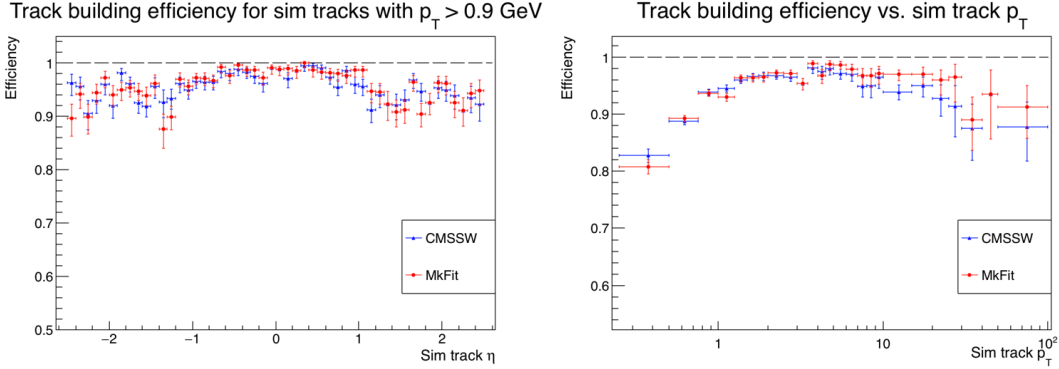 Track building efficiency for sim tracks with p_T > 0.9 GeV
Efficiency
1
0.9
0.8
0.7
0.6
0.5
−2
−1
0
1
2
Sim track η
CMSSW
MkFit
Track building efficiency vs. sim track p_T
Efficiency
1
0.9
0.8
0.7
0.6
1
10
10²
Sim track p_T
CMSSW
MkFit